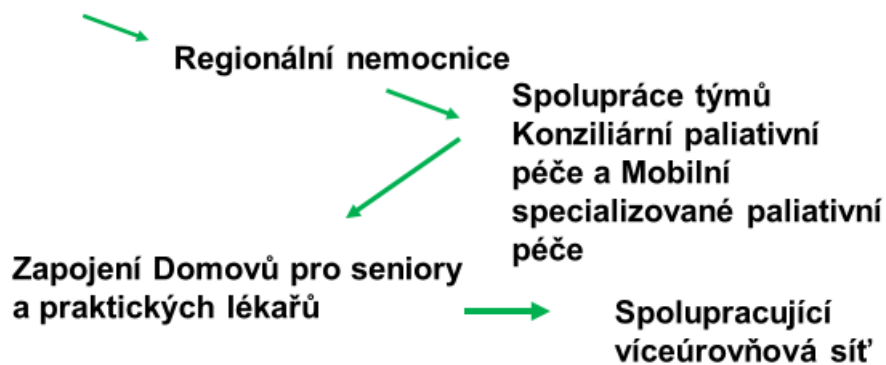 Regionální nemocnice
Spolupráce týmů
Konziliární paliativní
péče a Mobilní
specializované paliativní
péče
Zapojení Domovů pro seniory
a praktických lékařů
Spolupracující
víceúrovňová síť